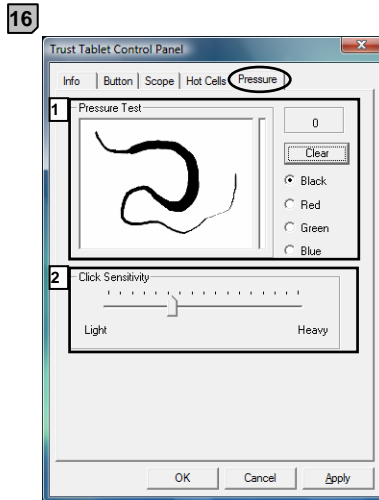 16
Trust Tablet Control Panel
Info Button Scope Hot Cells Pressure
1 Pressure Test
0
Clear
Black
Red
Green
Blue
2 Click Sensitivity
Light Heavy
OK Cancel Apply